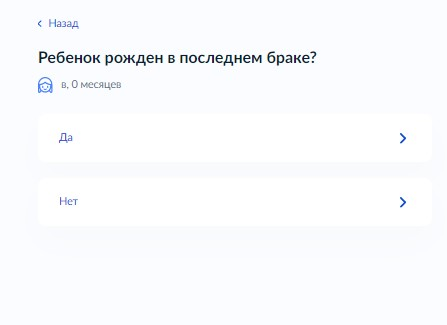 Назад
Ребенок рожден в последнем браке?
в, 0 месяцев
Да
Нет